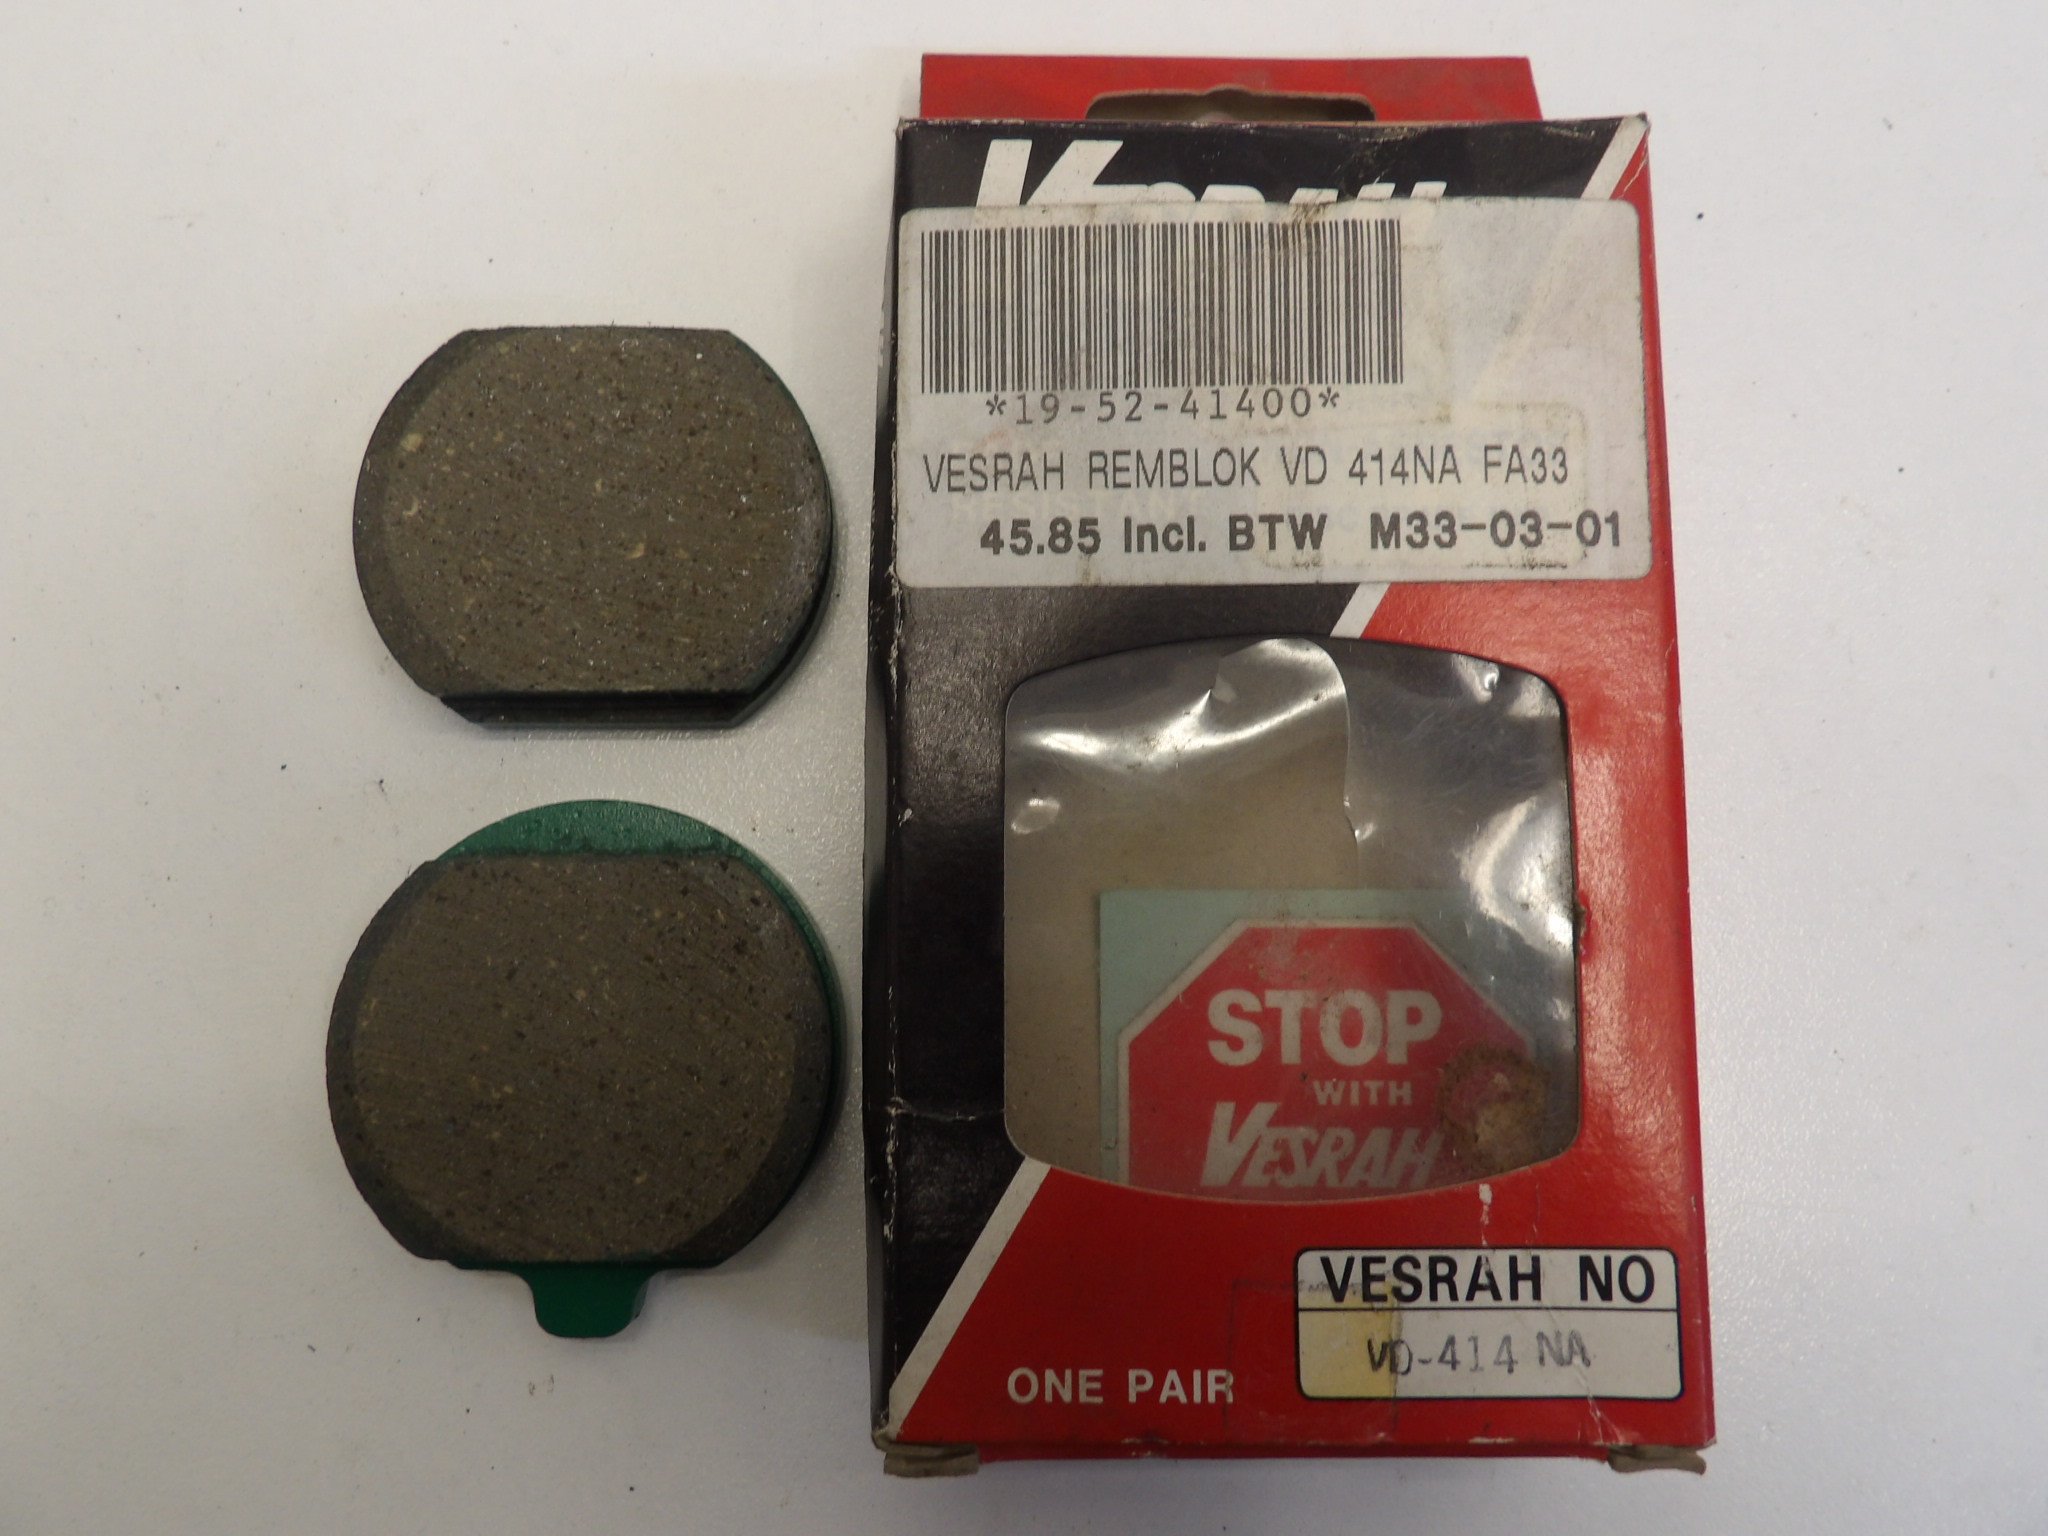 *19-52-41400*
VESRAH REMBLOK VD 414NA FA33
45.85 Incl. BTW M33-03-01
STOP
WITH
VESRAH
VESRAH NO
VD-414 NA
ONE PAIR